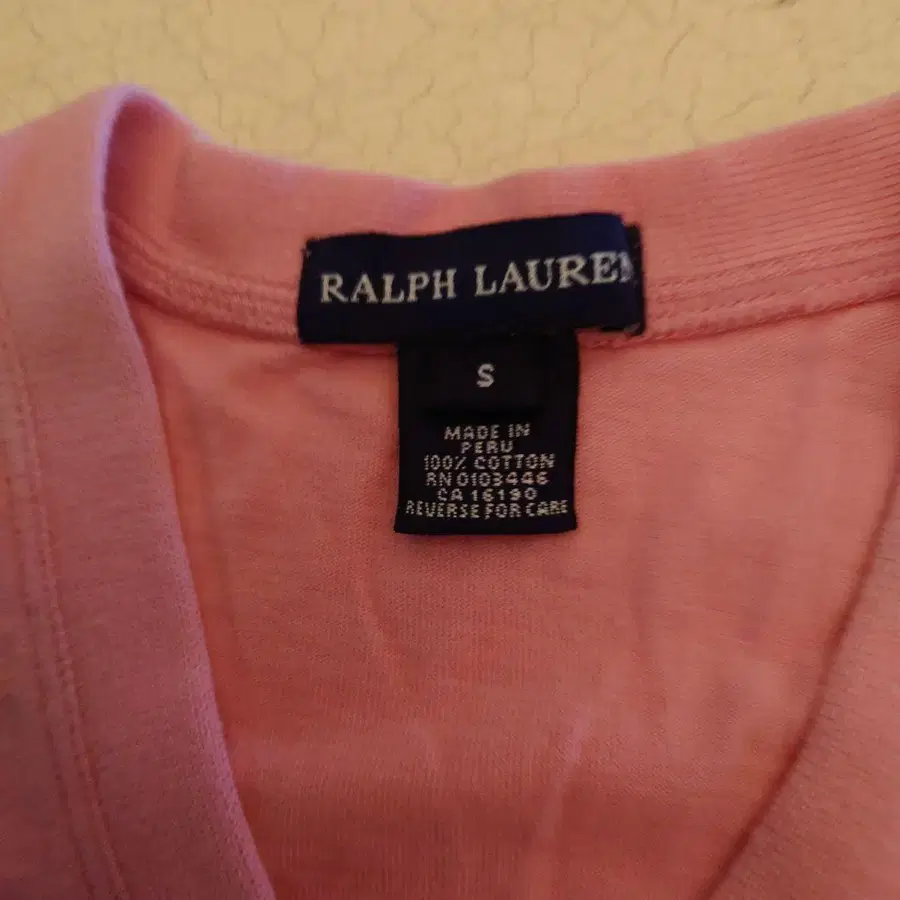 RALPH LAUREN
S
MADE IN
PERU
100% COTTON
RN 0103446
CA 16190
REVERSE FOR CARE